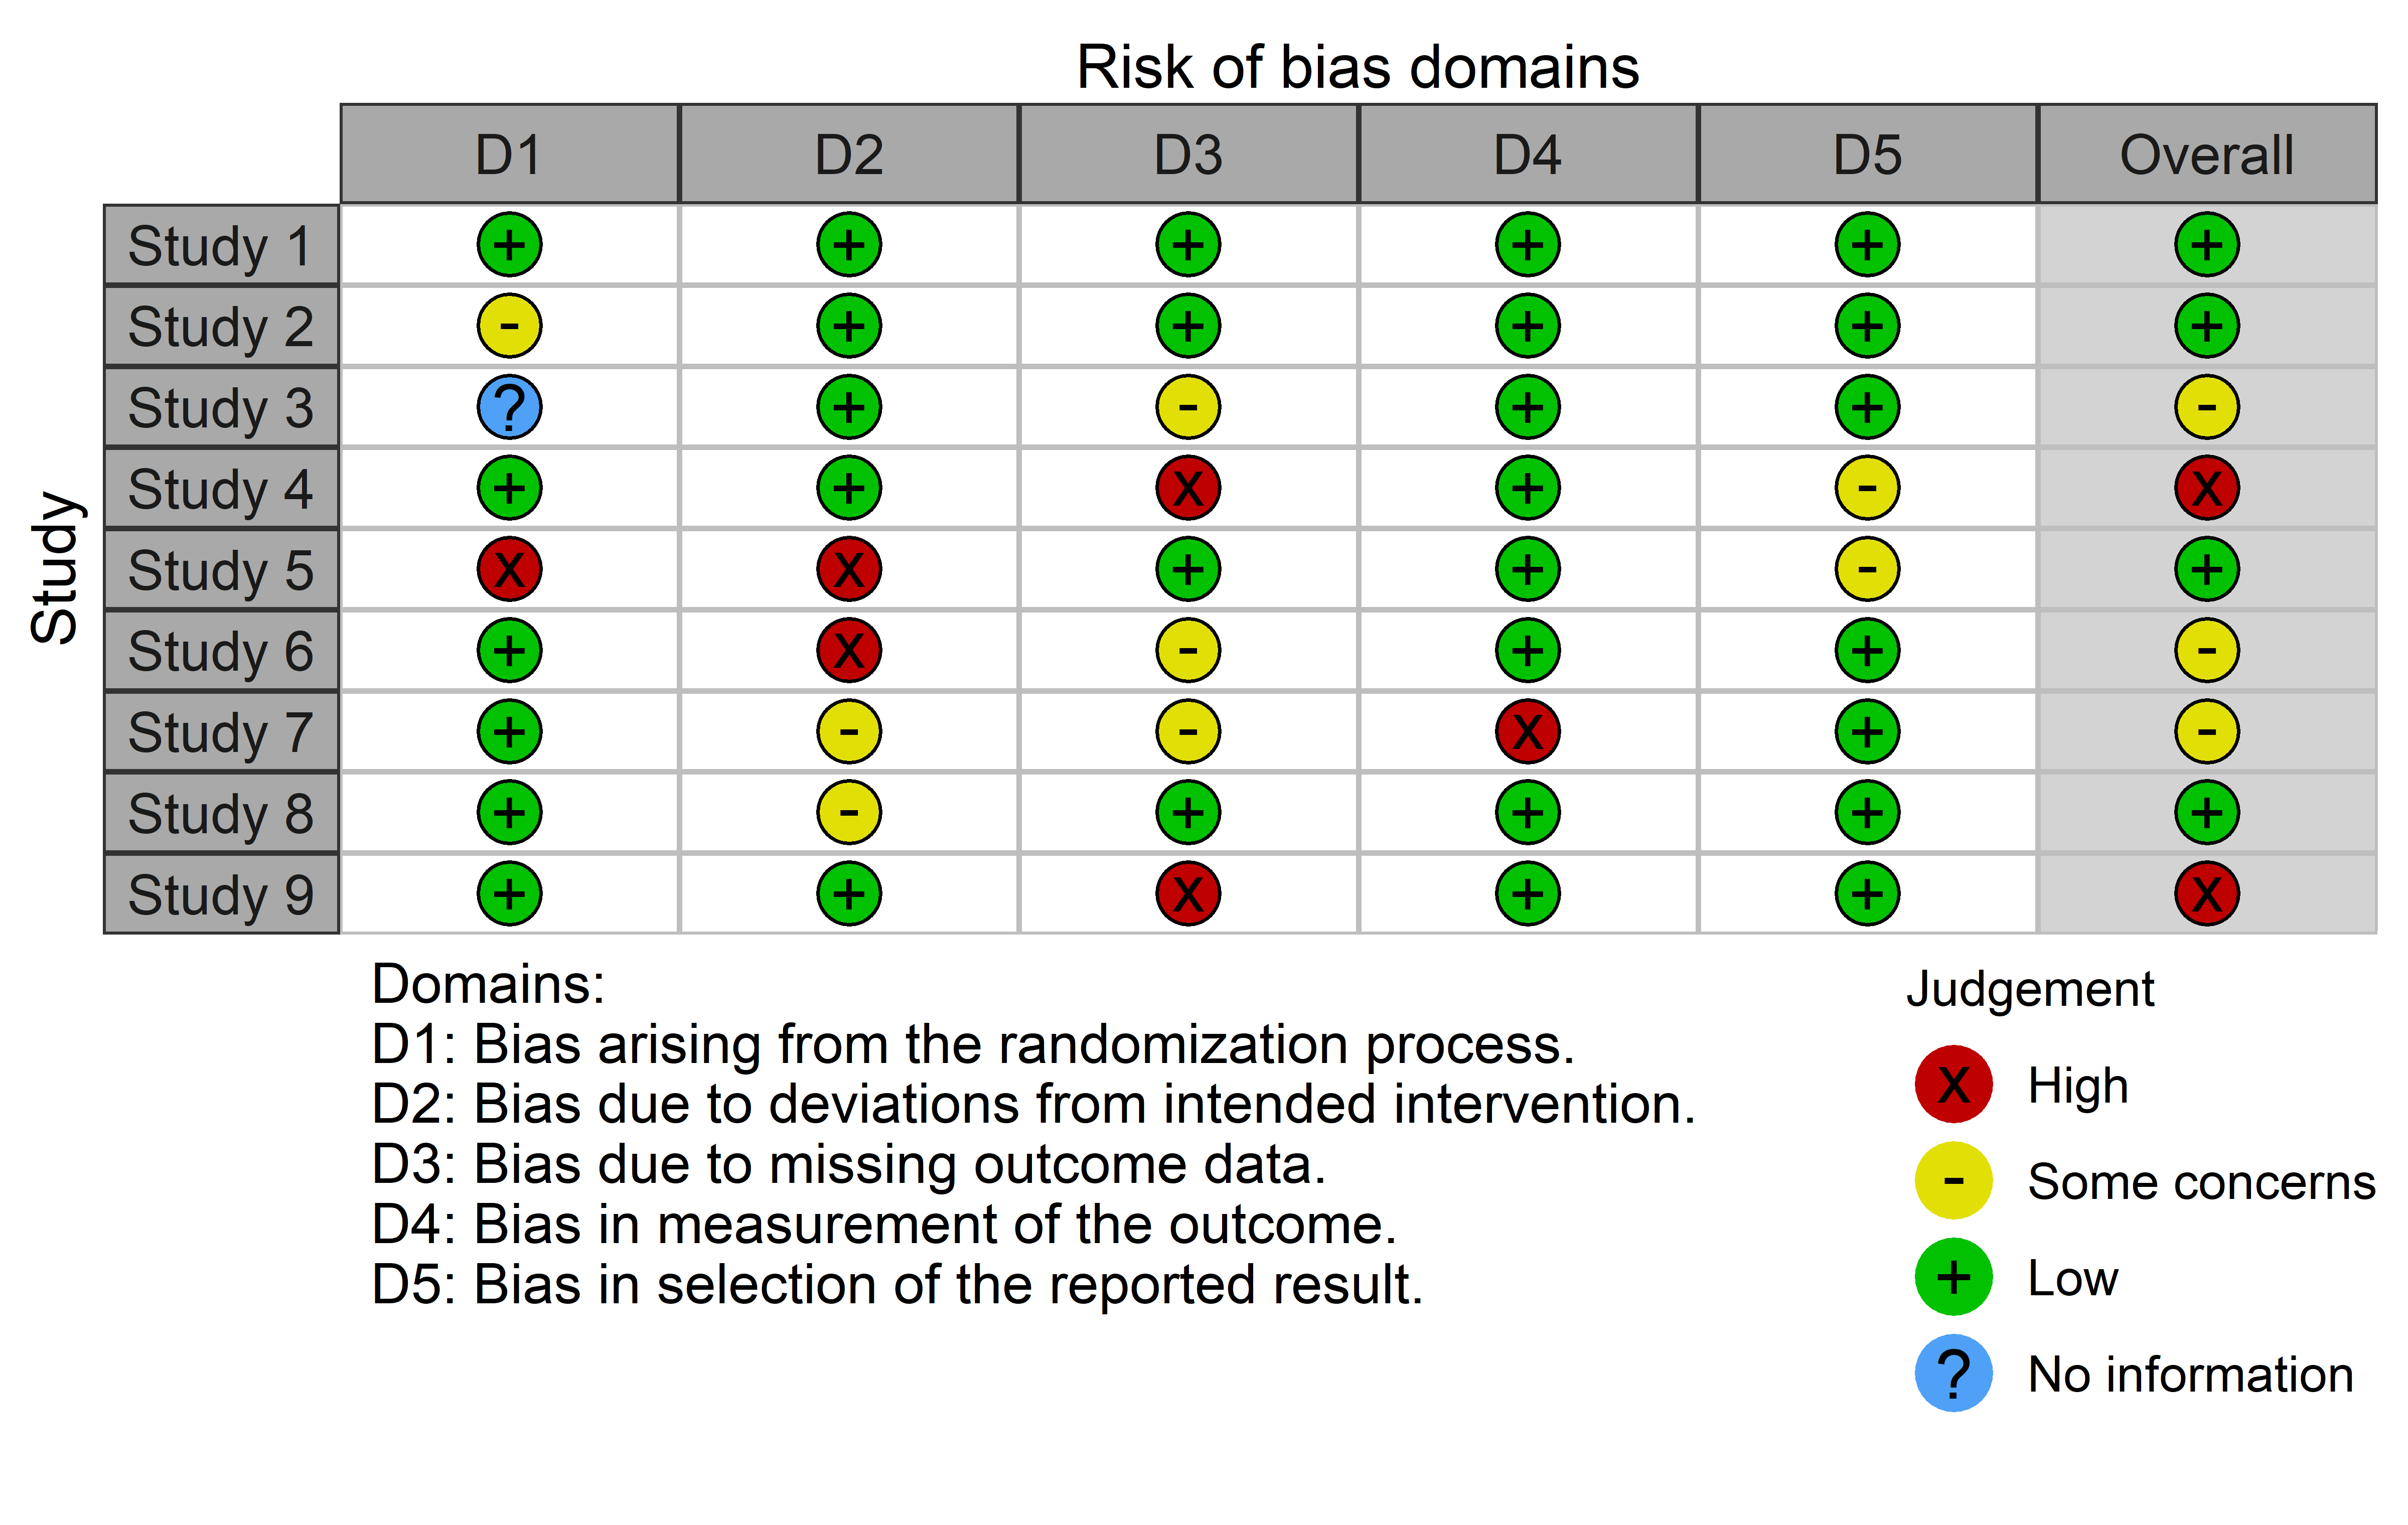 Risk of bias domains
D1 D2 D3 D4 D5 Overall
Study
Study 1 + + + + + +
Study 2 - + + + + +
Study 3 ? + - + + -
Study 4 + + X + - X
Study 5 X X + + - +
Study 6 + X - + + -
Study 7 + - - X + -
Study 8 + - + + + +
Study 9 + + X + + X
Domains:
D1: Bias arising from the randomization process.
D2: Bias due to deviations from intended intervention.
D3: Bias due to missing outcome data.
D4: Bias in measurement of the outcome.
D5: Bias in selection of the reported result.
Judgement
X High
- Some concerns
+ Low
? No information